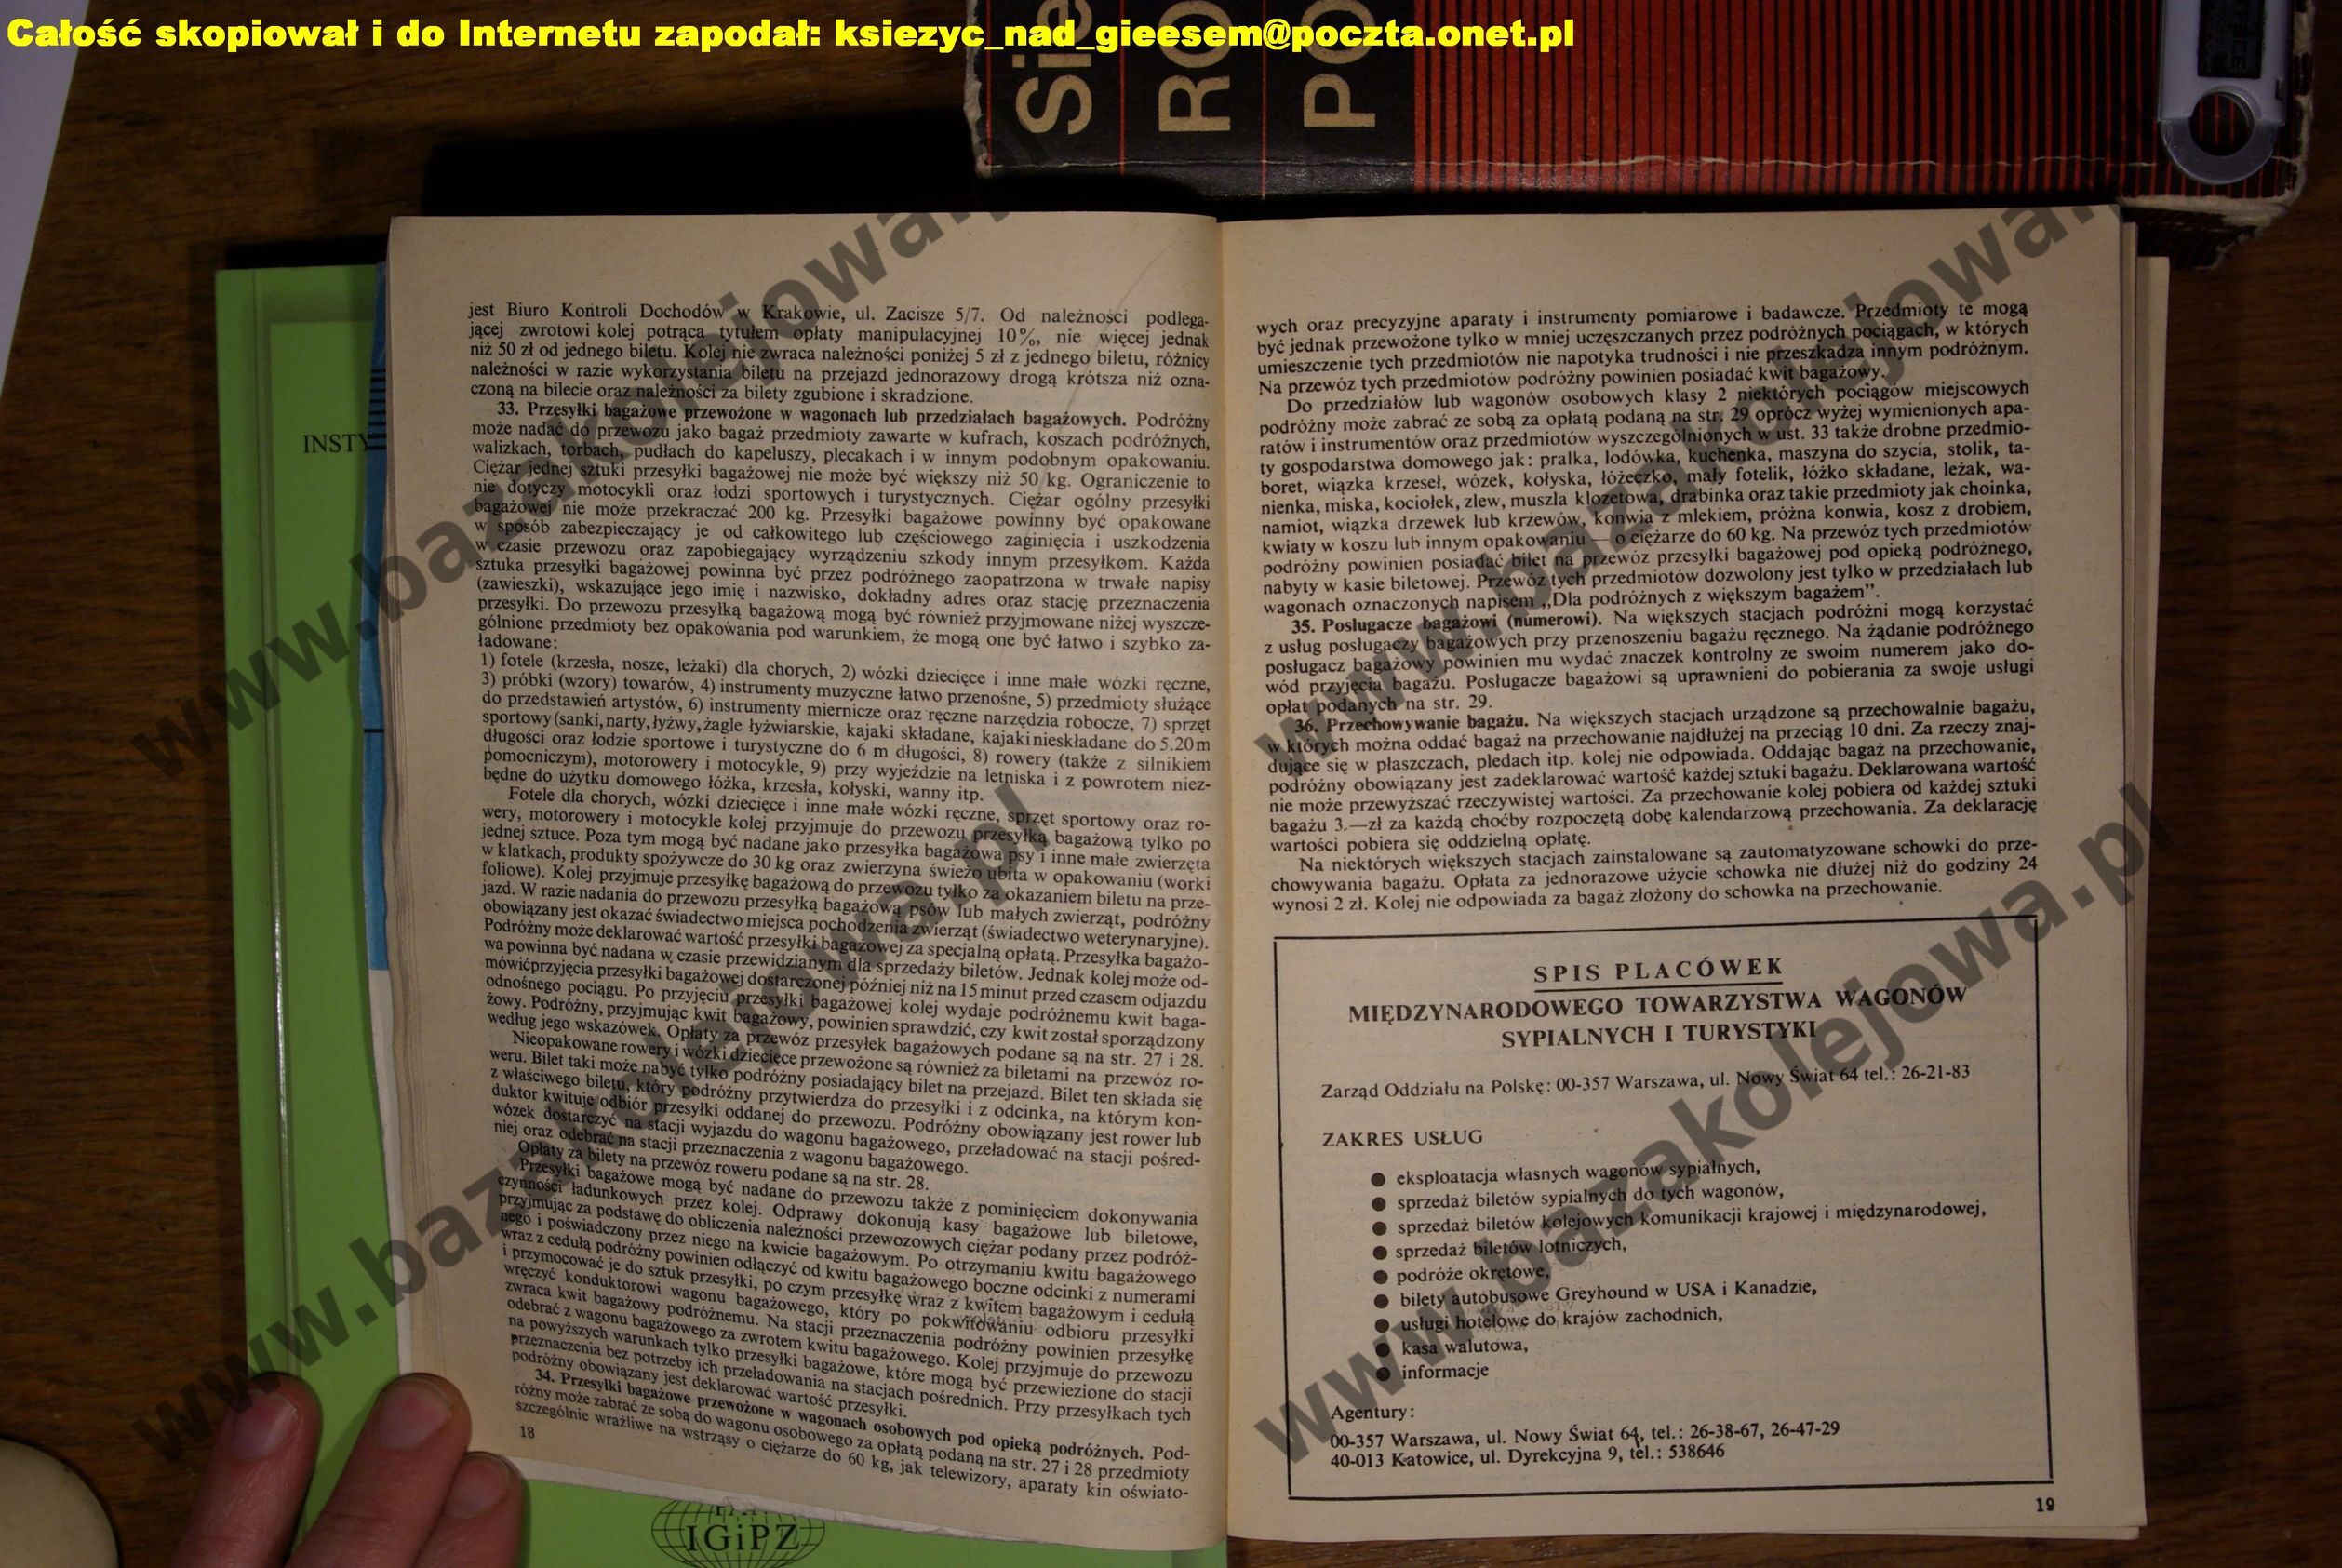 Całość skopiował i do Internetu zapodał: ksiezyc_nad_gieesem@poczta.onet.pl
Sie
RO
PO
INSTY
jest Biuro Kontroli Dochodów w Krakowie, ul. Zacisze 5/7. Od należności podlega-
jącej zwrotowi kolej potrąca tytułem opłaty manipulacyjnej 10%, nie więcej jednak
niż 50 zł od jednego biletu. Kolej nie zwraca należności poniżej 5 zł z jednego biletu, różnicy
należności w razie wykorzystania biletu na przejazd jednorazowy drogą krótsza niż ozna-
czoną na bilecie oraz należności za bilety zgubione i skradzione.
33. Przesyłki bagażowe przewożone w wagonach lub przedziałach bagażowych. Podróżny
może nadać do przewozu jako bagaż przedmioty zawarte w kufrach, koszach podróżnych,
walizkach, torbach, pudłach do kapeluszy, plecakach i w innym podobnym opakowaniu.
Ciężar jednej sztuki przesyłki bagażowej nie może być większy niż 50 kg. Ograniczenie to
nie dotyczy motocykli oraz łodzi sportowych i turystycznych. Ciężar ogólny przesyłki
bagażowej nie może przekraczać 200 kg. Przesyłki bagażowe powinny być opakowane
w sposób zabezpieczający je od całkowitego lub częściowego zaginięcia i uszkodzenia
w czasie przewozu oraz zapobiegający wyrządzeniu szkody innym przesyłkom. Każda
sztuka przesyłki bagażowej powinna być przez podróżnego zaopatrzona w trwałe napisy
(zawieszki), wskazujące jego imię i nazwisko, dokładny adres oraz stację przeznaczenia
przesyłki. Do przewozu przesyłką bagażową mogą być również przyjmowane niżej wyszcze-
gólnione przedmioty bez opakowania pod warunkiem, że mogą one być łatwo i szybko za-
ładowane:
1) fotele (krzesła, nosze, leżaki) dla chorych, 2) wózki dziecięce i inne małe wózki ręczne,
3) próbki (wzory) towarów, 4) instrumenty muzyczne łatwo przenośne, 5) przedmioty służące
do przedstawień artystów, 6) instrumenty miernicze oraz ręczne narzędzia robocze, 7) sprzęt
sportowy (sanki, narty, łyżwy, żagle łyżwiarskie, kajaki składane, kajaki nieskładane do 5.20 m
długości oraz łodzie sportowe i turystyczne do 6 m długości, 8) rowery (także z silnikiem
pomocniczym), motorowery i motocykle, 9) przy wyjeździe na letniska i z powrotem niez-
będne do użytku domowego łóżka, krzesła, kołyski, wanny itp.
Fotele dla chorych, wózki dziecięce i inne małe wózki ręczne, sprzęt sportowy oraz ro-
wery, motorowery i motocykle kolej przyjmuje do przewozu przesyłką bagażową tylko po
jednej sztuce. Poza tym mogą być nadane jako przesyłka bagażowa psy i inne małe zwierzęta
w klatkach, produkty spożywcze do 30 kg oraz zwierzyna świeżo ubita w opakowaniu (worki
foliowe). Kolej przyjmuje przesyłkę bagażową do przewozu tylko za okazaniem biletu na prze-
jazd. W razie nadania do przewozu przesyłką bagażową psów lub małych zwierząt, podróżny
obowiązany jest okazać świadectwo miejsca pochodzenia zwierząt (świadectwo weterynaryjne).
Podróżny może deklarować wartość przesyłki bagażowej za specjalną opłatą. Przesyłka bagażo-
wa powinna być nadana w czasie przewidzianym dla sprzedaży biletów. Jednak kolej może od-
mówićprzyjęcia przesyłki bagażowej dostarczonej później niż na 15 minut przed czasem odjazdu
odnośnego pociągu. Po przyjęciu przesyłki bagażowej kolej wydaje podróżnemu kwit baga-
żowy. Podróżny, przyjmując kwit bagażowy, powinien sprawdzić, czy kwit został sporządzony
według jego wskazówek. Opłaty za przewóz przesyłek bagażowych podane są na str. 27 i 28.
Nieopakowane rowery i wózki dziecięce przewożone są również za biletami na przewóz ro-
weru. Bilet taki może nabyć tylko podróżny posiadający bilet na przejazd. Bilet ten składa się
z właściwego biletu, który podróżny przytwierdza do przesyłki i z odcinka, na którym kon-
duktor kwituje odbiór przesyłki oddanej do przewozu. Podróżny obowiązany jest rower lub
wózek dostarczyć na stacji wyjazdu do wagonu bagażowego, przeładować na stacji pośred-
niej oraz odebrać na stacji przeznaczenia z wagonu bagażowego.
Opłaty za bilety na przewóz roweru podane są na str. 28.
Przesyłki bagażowe mogą być nadane do przewozu także z pominięciem dokonywania
czynności ładunkowych przez kolej. Odprawy dokonują kasy bagażowe lub biletowe,
przyjmując za podstawę do obliczenia należności przewozowych ciężar podany przez podróż-
nego i poświadczony przez niego na kwicie bagażowym. Po otrzymaniu kwitu bagażowego
wraz z cedułą podróżny powinien odłączyć od kwitu bagażowego boczne odcinki z numerami
i przymocować je do sztuk przesyłki, po czym przesyłkę wraz z kwitem bagażowym i cedułą
wręczyć konduktorowi wagonu bagażowego, który po pokwitowaniu odbioru przesyłki
zwraca kwit bagażowy podróżnemu. Na stacji przeznaczenia podróżny powinien przesyłkę
odebrać z wagonu bagażowego za zwrotem kwitu bagażowego. Kolej przyjmuje do przewozu
na powyższych warunkach tylko przesyłki bagażowe, które mogą być przewiezione do stacji
przeznaczenia bez potrzeby ich przeładowania na stacjach pośrednich. Przy przesyłkach tych
podróżny obowiązany jest deklarować wartość przesyłki.
34. Przesyłki bagażowe przewożone w wagonach osobowych pod opieką podróżnych. Pod-
różny może zabrać ze sobą do wagonu osobowego za opłatą podaną na str. 27 i 28 przedmioty
szczególnie wrażliwe na wstrząsy o ciężarze do 60 kg, jak telewizory, aparaty kin oświato-
18
wych oraz precyzyjne aparaty i instrumenty pomiarowe i badawcze. Przedmioty te mogą
być jednak przewożone tylko w mniej uczęszczanych przez podróżnych pociągach, w których
umieszczenie tych przedmiotów nie napotyka trudności i nie przeszkadza innym podróżnym.
Na przewóz tych przedmiotów podróżny powinien posiadać kwit bagażowy.
Do przedziałów lub wagonów osobowych klasy 2 niektórych pociągów miejscowych
podróżny może zabrać ze sobą za opłatą podaną na str. 29 oprócz wyżej wymienionych apa-
ratów i instrumentów oraz przedmiotów wyszczególnionych w ust. 33 także drobne przedmio-
ty gospodarstwa domowego jak: pralka, lodówka, kuchenka, maszyna do szycia, stolik, ta-
boret, wiązka krzeseł, wózek, kołyska, łóżeczko, mały fotelik, łóżko składane, leżak, wa-
nienka, miska, kociołek, zlew, muszla klozetowa, drabinka oraz takie przedmioty jak choinka,
namiot, wiązka drzewek lub krzewów, konwia z mlekiem, próżna konwia, kosz z drobiem,
kwiaty w koszu lub innym opakowaniu — o ciężarze do 60 kg. Na przewóz tych przedmiotów
podróżny powinien posiadać bilet na przewóz przesyłki bagażowej pod opieką podróżnego,
nabyty w kasie biletowej. Przewóz tych przedmiotów dozwolony jest tylko w przedziałach lub
wagonach oznaczonych napisem „Dla podróżnych z większym bagażem”.
35. Posługacze bagażowi (numerowi). Na większych stacjach podróżni mogą korzystać
z usług posługaczy bagażowych przy przenoszeniu bagażu ręcznego. Na żądanie podróżnego
posługacz bagażowy powinien mu wydać znaczek kontrolny ze swoim numerem jako do-
wód przyjęcia bagażu. Posługacze bagażowi są uprawnieni do pobierania za swoje usługi
opłat podanych na str. 29.
36. Przechowywanie bagażu. Na większych stacjach urządzone są przechowalnie bagażu,
w których można oddać bagaż na przechowanie najdłużej na przeciąg 10 dni. Za rzeczy znaj-
dujące się w płaszczach, pledach itp. kolej nie odpowiada. Oddając bagaż na przechowanie,
podróżny obowiązany jest zadeklarować wartość każdej sztuki bagażu. Deklarowana wartość
nie może przewyższać rzeczywistej wartości. Za przechowanie kolej pobiera od każdej sztuki
bagażu 3,—zł za każdą choćby rozpoczętą dobę kalendarzową przechowania. Za deklarację
wartości pobiera się oddzielną opłatę.
Na niektórych większych stacjach zainstalowane są zautomatyzowane schowki do prze-
chowywania bagażu. Opłata za jednorazowe użycie schowka nie dłużej niż do godziny 24
wynosi 2 zł. Kolej nie odpowiada za bagaż złożony do schowka na przechowanie.
SPIS PLACÓWEK
MIĘDZYNARODOWEGO TOWARZYSTWA WAGONÓW
SYPIALNYCH I TURYSTYKI
Zarząd Oddziału na Polskę: 00-357 Warszawa, ul. Nowy Świat 64 tel.: 26-21-83
ZAKRES USŁUG
● eksploatacja własnych wagonów sypialnych,
● sprzedaż biletów sypialnych do tych wagonów,
● sprzedaż biletów kolejowych komunikacji krajowej i międzynarodowej,
● sprzedaż biletów lotniczych,
● podróże okrętowe,
● bilety autobusowe Greyhound w USA i Kanadzie,
● usługi hotelowe do krajów zachodnich,
● kasa walutowa,
● informacje
Agentury:
00-357 Warszawa, ul. Nowy Świat 64, tel.: 26-38-67, 26-47-29
40-013 Katowice, ul. Dyrekcyjna 9, tel.: 538646
19
IGiPZ
www.bazakolejowa.pl
www.bazakolejowa.pl
www.bazakolejowa.pl
www.bazakolejowa.pl